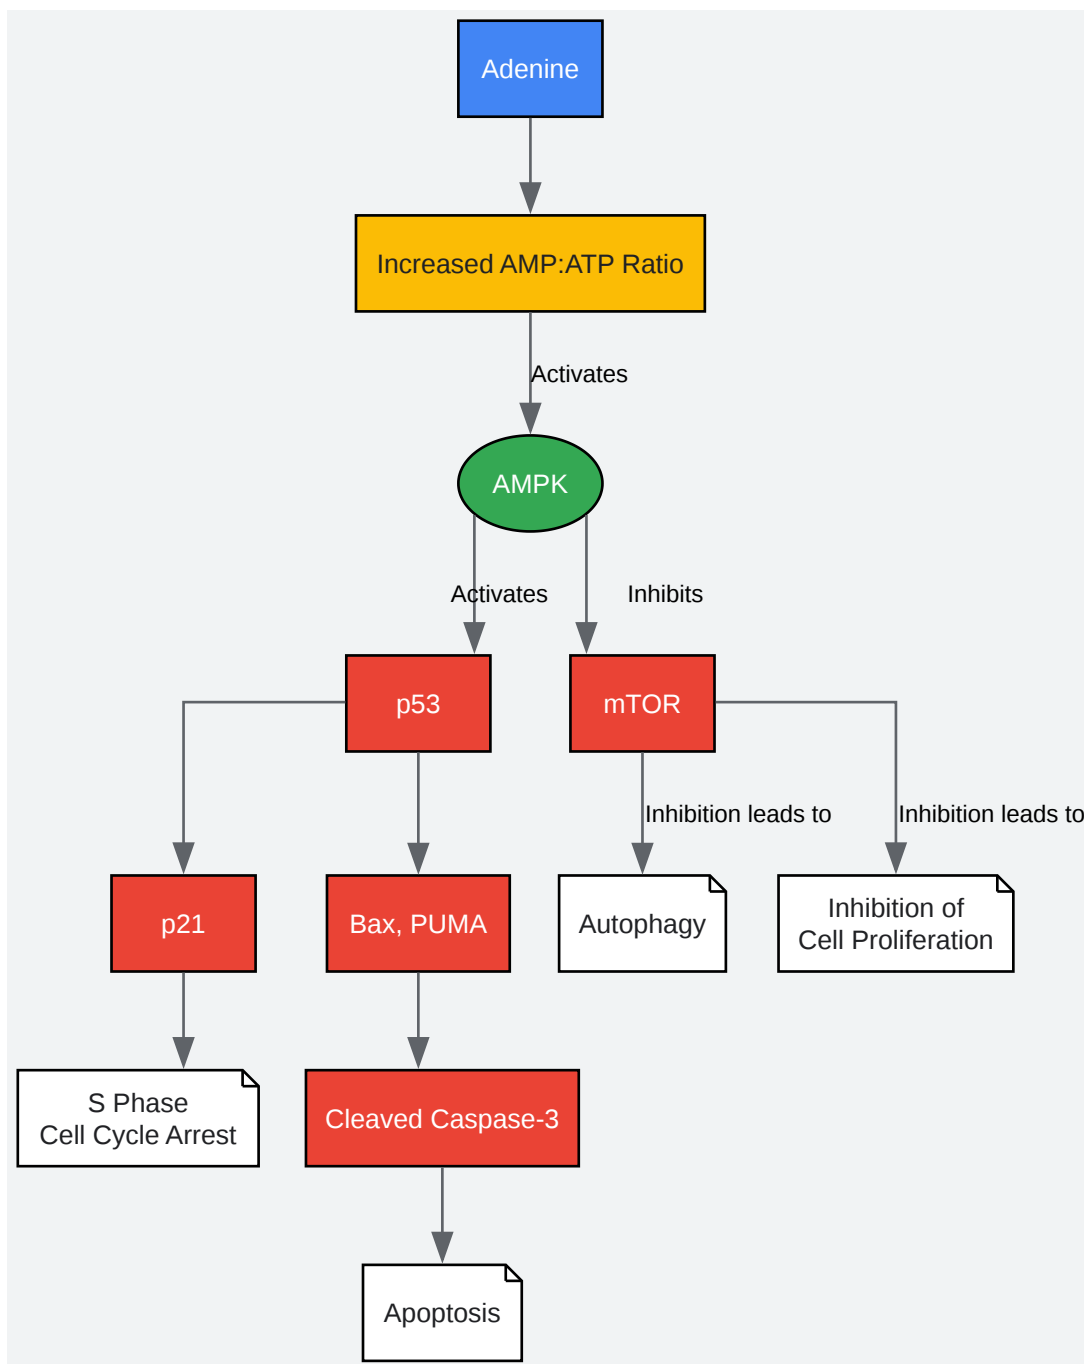 Adenine
Increased AMP:ATP Ratio
Activates
AMPK
Activates
Inhibits
p53
mTOR
Inhibition leads to
Inhibition leads to
p21
Bax, PUMA
Autophagy
Inhibition of
Cell Proliferation
S Phase
Cell Cycle Arrest
Cleaved Caspase-3
Apoptosis